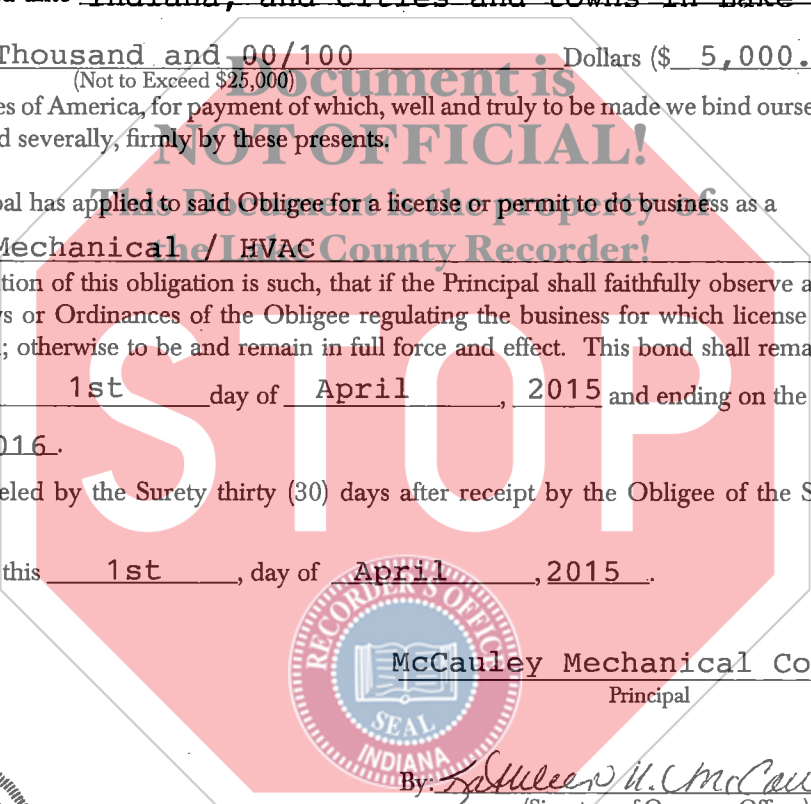 Indiana, and cities and towns in Lake
Thousand and 00/100 Dollars ($ 5,000.
(Not to Exceed $25,000)
Document is
es of America, for payment of which, well and truly to be made we bind ourse
d severally, firmly by these presents.
NOT OFFICIAL!
This Document is the property of
pal has applied to said Obligee for a license or permit to do business as a
the Lake County Recorder!
Mechanical / HVAC
tion of this obligation is such, that if the Principal shall faithfully observe a
vs or Ordinances of the Obligee regulating the business for which license
; otherwise to be and remain in full force and effect. This bond shall rema
STOP
1st day of April, 2015 and ending on the
016.
eled by the Surety thirty (30) days after receipt by the Obligee of the S
this 1st, day of April, 2015.
RECORDER'S OFFICE
SEAL
INDIANA
McCauley Mechanical Co
Principal
By: Kathleen M. McCau